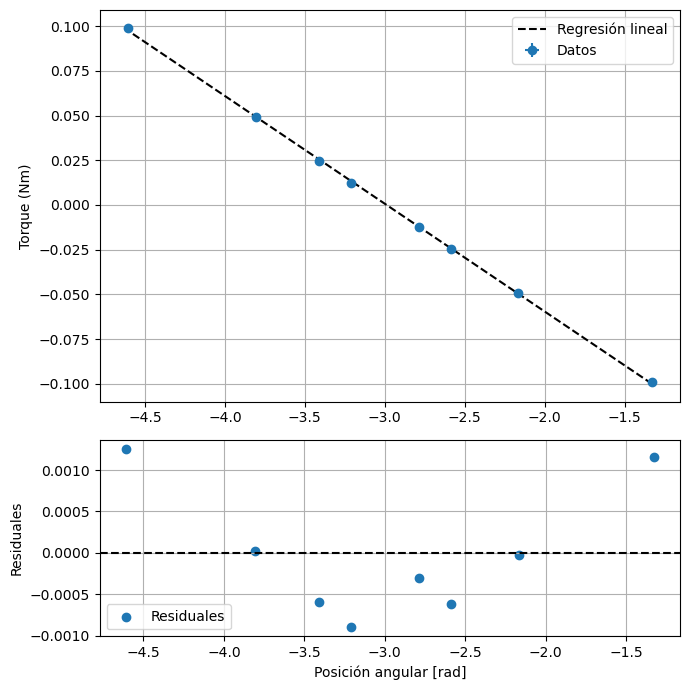 Regresión lineal
Datos
0.100
0.075
0.050
0.025
0.000
−0.025
−0.050
−0.075
−0.100
Torque (Nm)
−4.5 −4.0 −3.5 −3.0 −2.5 −2.0 −1.5
0.0010
0.0005
0.0000
−0.0005
−0.0010
Residuales
Residuales
−4.5 −4.0 −3.5 −3.0 −2.5 −2.0 −1.5
Posición angular [rad]